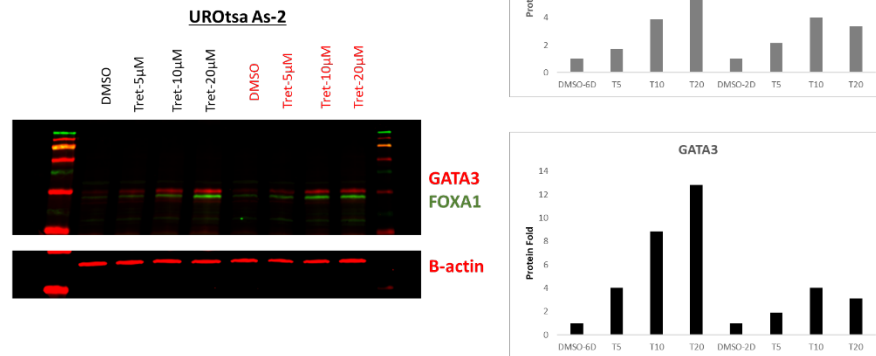 UROtsa As-2
DMSO
Tret-5μM
Tret-10μM
Tret-20μM
DMSO
Tret-5μM
Tret-10μM
Tret-20μM
GATA3
FOXA1
B-actin
4
2
0
DMSO-6D T5 T10 T20 DMSO-2D T5 T10 T20
GATA3
Protein Fold
14
12
10
8
6
4
2
0
DMSO-6D T5 T10 T20 DMSO-2D T5 T10 T20